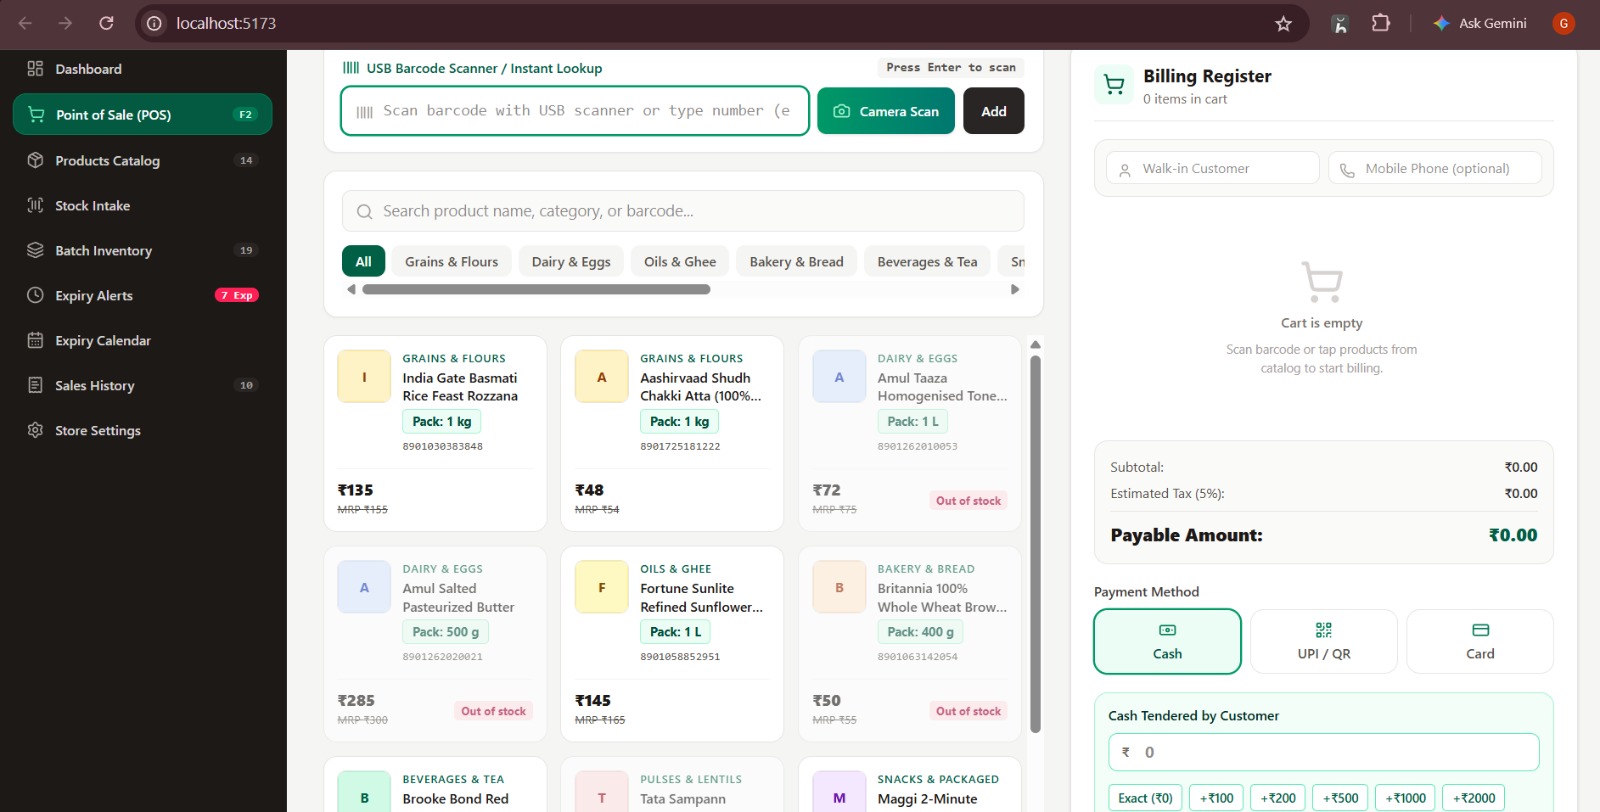 localhost:5173
Ask Gemini
G
Dashboard
Point of Sale (POS) F2
Products Catalog 14
Stock Intake
Batch Inventory 19
Expiry Alerts 7 Exp
Expiry Calendar
Sales History 10
Store Settings
USB Barcode Scanner / Instant Lookup
Press Enter to scan
Scan barcode with USB scanner or type number (e
Camera Scan
Add
Search product name, category, or barcode...
All
Grains & Flours
Dairy & Eggs
Oils & Ghee
Bakery & Bread
Beverages & Tea
Sn
I
GRAINS & FLOURS
India Gate Basmati
Rice Feast Rozzana
Pack: 1 kg
8901030383848
₹135
MRP ₹155
A
GRAINS & FLOURS
Aashirvaad Shudh
Chakki Atta (100%...
Pack: 1 kg
8901725181222
₹48
MRP ₹54
A
DAIRY & EGGS
Amul Taaza
Homogenised Tone...
Pack: 1 L
8901262010053
₹72
MRP ₹75
Out of stock
A
DAIRY & EGGS
Amul Salted
Pasteurized Butter
Pack: 500 g
8901262020021
₹285
MRP ₹300
Out of stock
F
OILS & GHEE
Fortune Sunlite
Refined Sunflower...
Pack: 1 L
8901058852951
₹145
MRP ₹165
B
BAKERY & BREAD
Britannia 100%
Whole Wheat Brow...
Pack: 400 g
8901063142054
₹50
MRP ₹55
Out of stock
B
BEVERAGES & TEA
Brooke Bond Red
T
PULSES & LENTILS
Tata Sampann
M
SNACKS & PACKAGED
Maggi 2-Minute
Billing Register
0 items in cart
Walk-in Customer
Mobile Phone (optional)
Cart is empty
Scan barcode or tap products from
catalog to start billing.
Subtotal: ₹0.00
Estimated Tax (5%): ₹0.00
Payable Amount: ₹0.00
Payment Method
Cash
UPI / QR
Card
Cash Tendered by Customer
₹ 0
Exact (₹0)
+₹100
+₹200
+₹500
+₹1000
+₹2000